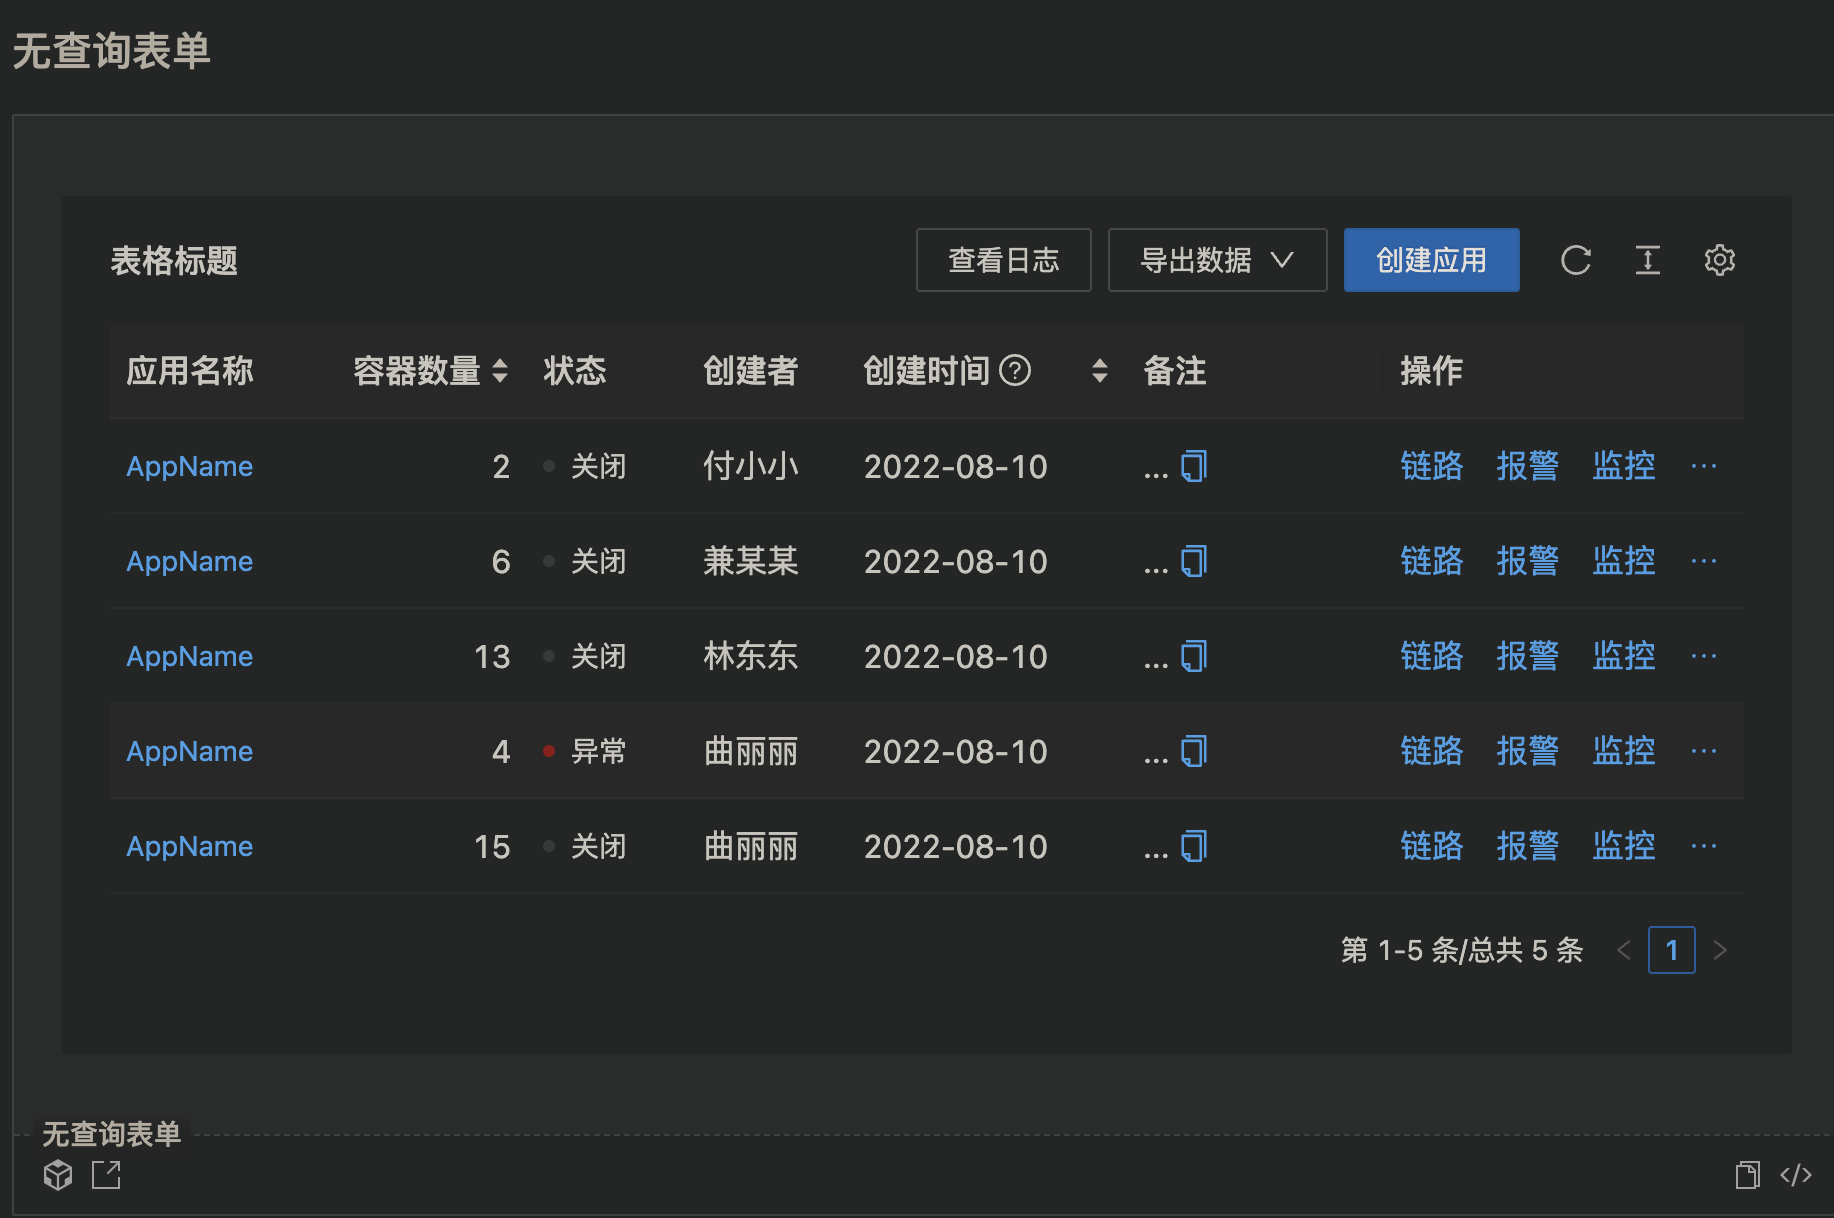 无查询表单
表格标题 查看日志 导出数据 创建应用
应用名称 容器数量 状态 创建者 创建时间 备注 操作
AppName 2 关闭 付小小 2022-08-10 ... 链路 报警 监控 ···
AppName 6 关闭 兼某某 2022-08-10 ... 链路 报警 监控 ···
AppName 13 关闭 林东东 2022-08-10 ... 链路 报警 监控 ···
AppName 4 异常 曲丽丽 2022-08-10 ... 链路 报警 监控 ···
AppName 15 关闭 曲丽丽 2022-08-10 ... 链路 报警 监控 ···
第 1-5 条/总共 5 条 < 1 >
无查询表单